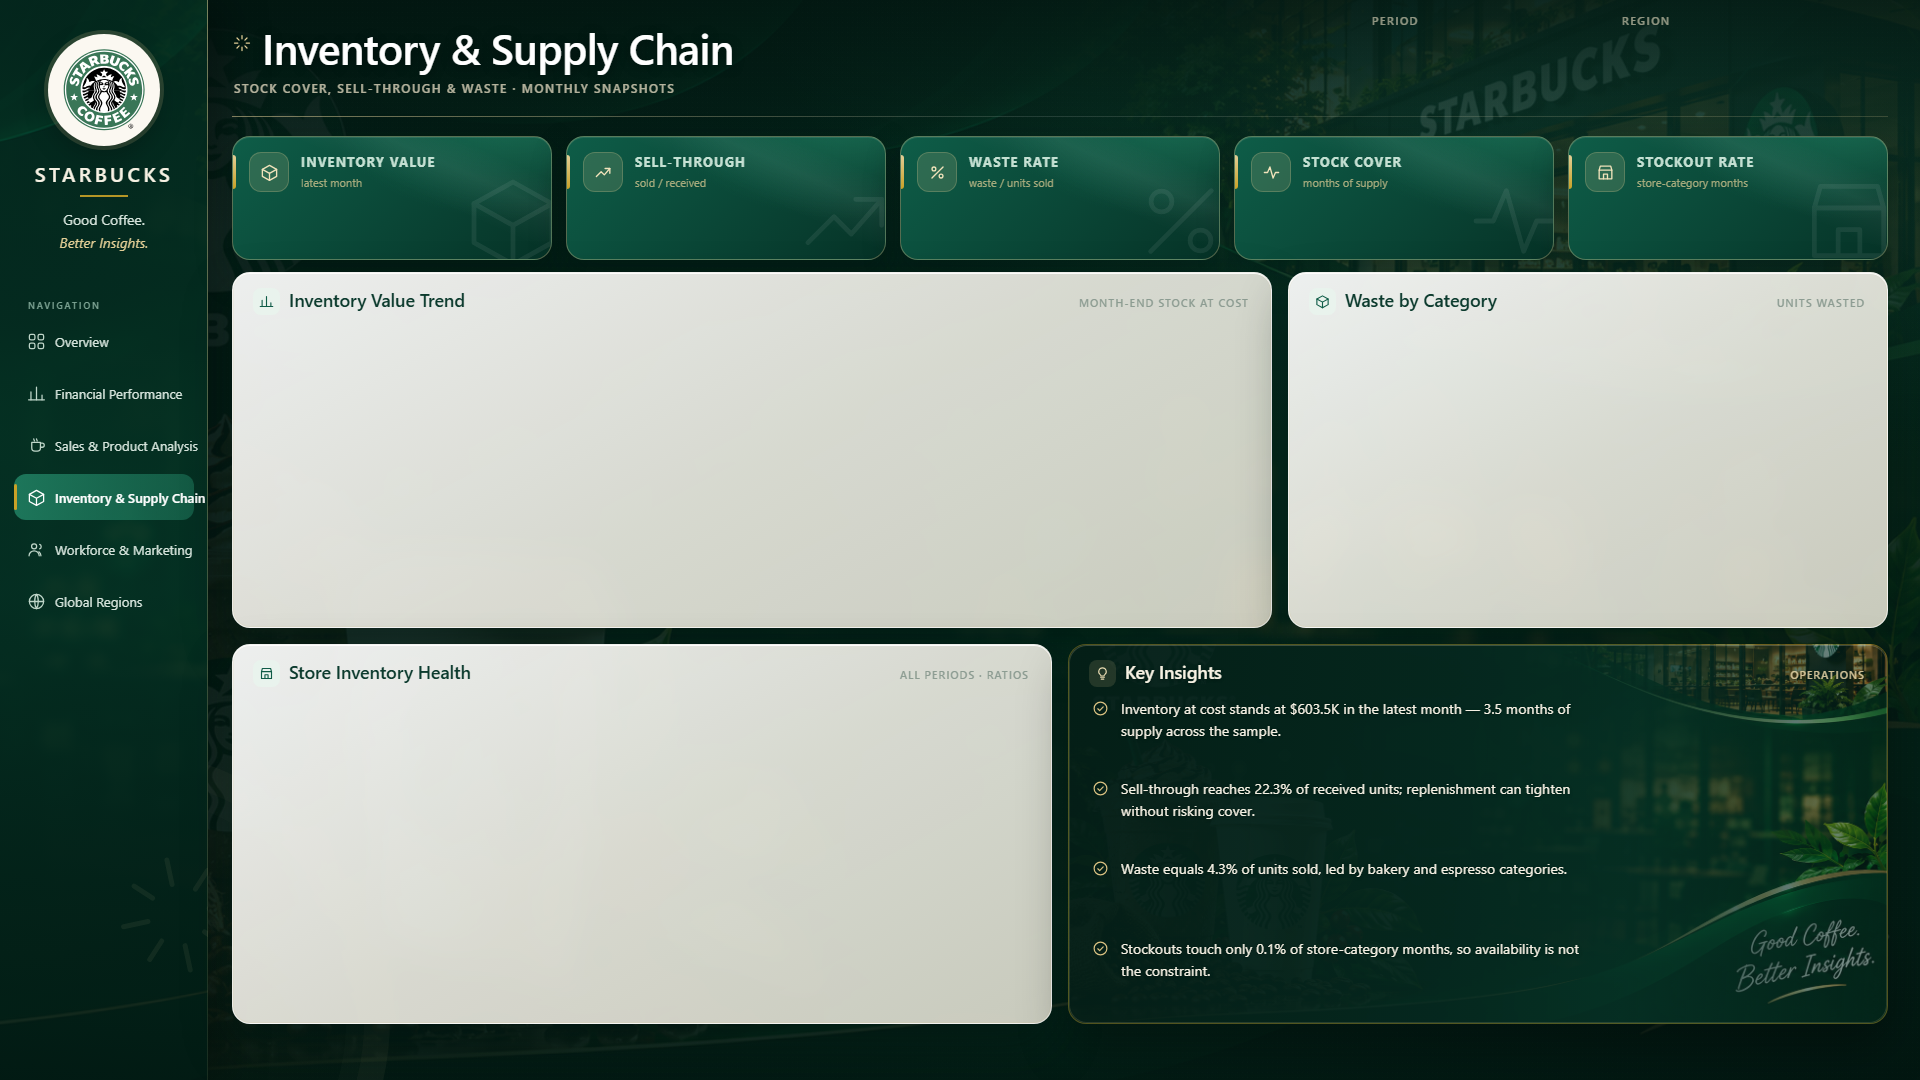 STARBUCKS
COFFEE
®
STARBUCKS
Good Coffee.
Better Insights.
NAVIGATION
Overview
Financial Performance
Sales & Product Analysis
Inventory & Supply Chain
Workforce & Marketing
Global Regions
Inventory & Supply Chain
STOCK COVER, SELL-THROUGH & WASTE · MONTHLY SNAPSHOTS
PERIOD
REGION
STARBUCKS
INVENTORY VALUE
latest month
SELL-THROUGH
sold / received
WASTE RATE
waste / units sold
STOCK COVER
months of supply
STOCKOUT RATE
store-category months
Inventory Value Trend
MONTH-END STOCK AT COST
Waste by Category
UNITS WASTED
Store Inventory Health
ALL PERIODS · RATIOS
Key Insights
OPERATIONS
Inventory at cost stands at $603.5K in the latest month — 3.5 months of
supply across the sample.
Sell-through reaches 22.3% of received units; replenishment can tighten
without risking cover.
Waste equals 4.3% of units sold, led by bakery and espresso categories.
Stockouts touch only 0.1% of store-category months, so availability is not
the constraint.
Good Coffee.
Better Insights.